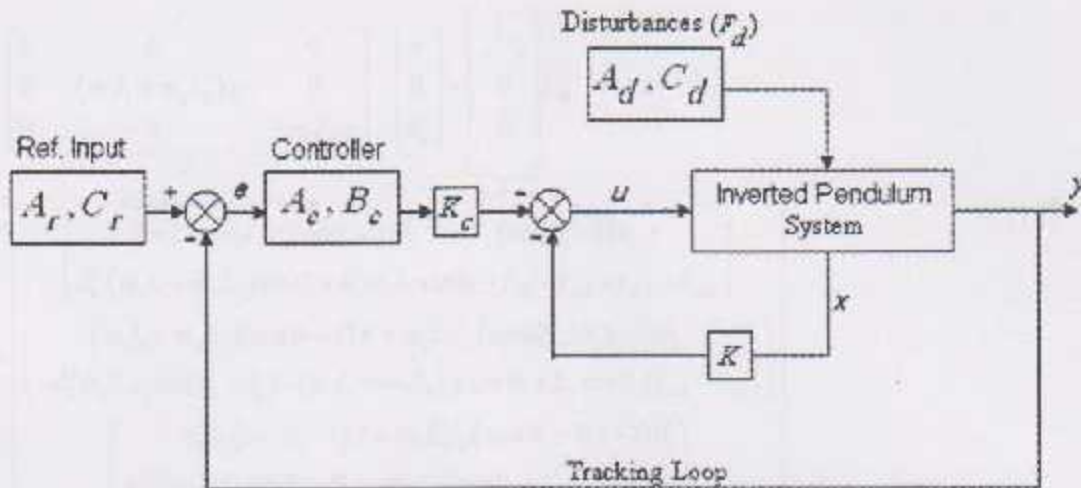 Disturbances (F_d)
A_d, C_d
Ref. Input
Controller
+
e
A_r, C_r
A_c, B_c
K_c
-
u
Inverted Pendulum
System
y
-
-
x
K
Tracking Loop